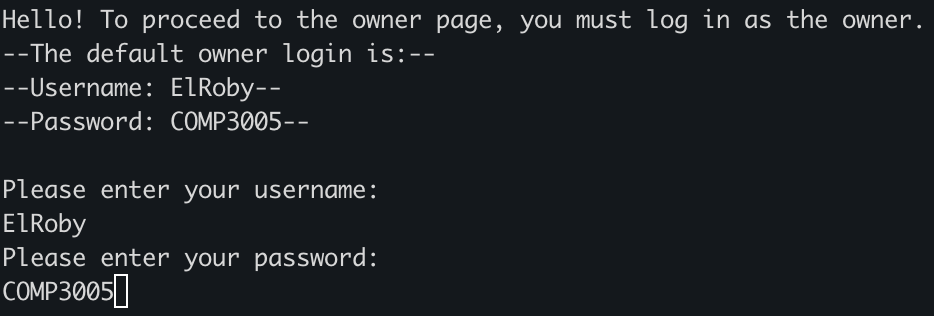 Hello! To proceed to the owner page, you must log in as the owner.
--The default owner login is:--
--Username: ElRoby--
--Password: COMP3005--
Please enter your username:
ElRoby
Please enter your password:
COMP3005